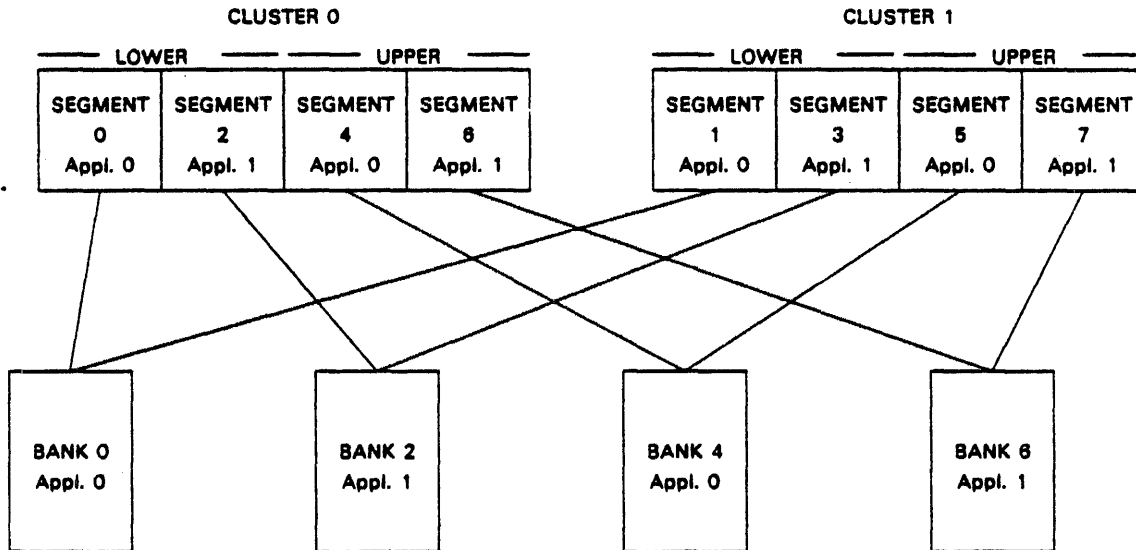 CLUSTER 0
CLUSTER 1
LOWER UPPER
LOWER UPPER
SEGMENT SEGMENT SEGMENT SEGMENT
0 2 4 6
Appl. 0 Appl. 1 Appl. 0 Appl. 1
SEGMENT SEGMENT SEGMENT SEGMENT
1 3 5 7
Appl. 0 Appl. 1 Appl. 0 Appl. 1
BANK 0
Appl. 0
BANK 2
Appl. 1
BANK 4
Appl. 0
BANK 6
Appl. 1